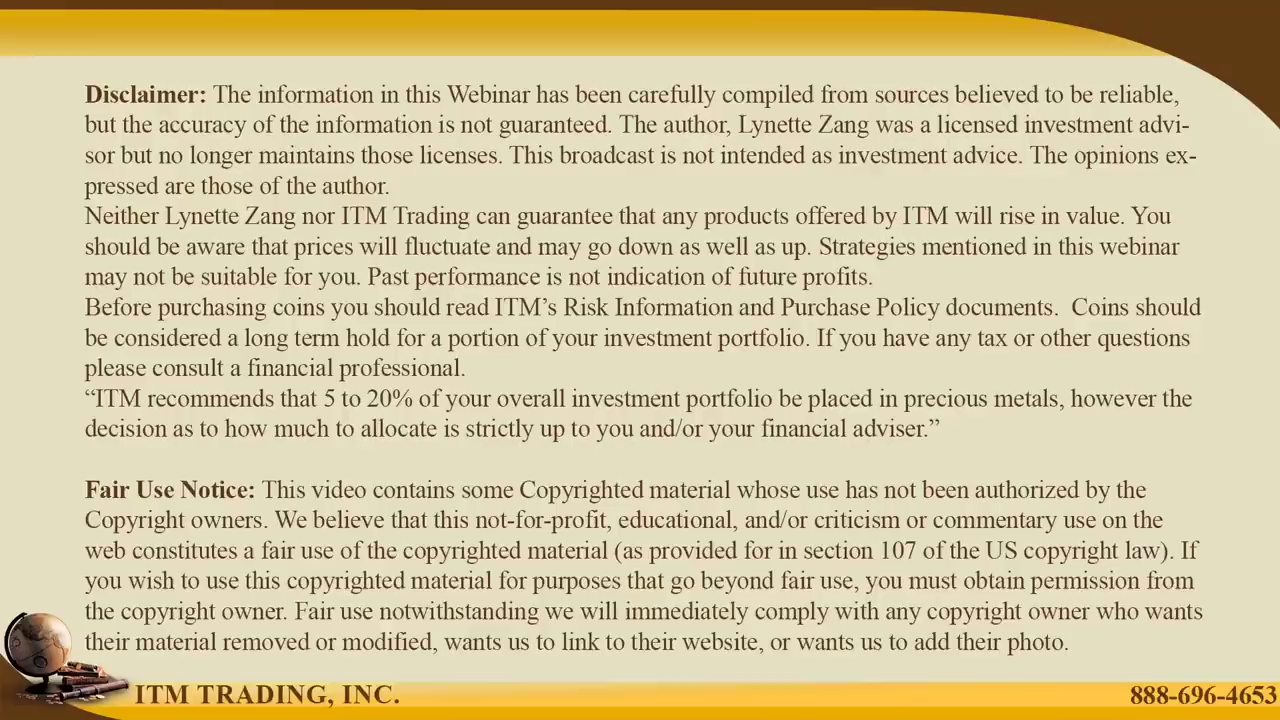 Disclaimer: The information in this Webinar has been carefully compiled from sources believed to be reliable,
but the accuracy of the information is not guaranteed. The author, Lynette Zang was a licensed investment advi-
sor but no longer maintains those licenses. This broadcast is not intended as investment advice. The opinions ex-
pressed are those of the author.
Neither Lynette Zang nor ITM Trading can guarantee that any products offered by ITM will rise in value. You
should be aware that prices will fluctuate and may go down as well as up. Strategies mentioned in this webinar
may not be suitable for you. Past performance is not indication of future profits.
Before purchasing coins you should read ITM’s Risk Information and Purchase Policy documents.  Coins should
be considered a long term hold for a portion of your investment portfolio. If you have any tax or other questions
please consult a financial professional.
“ITM recommends that 5 to 20% of your overall investment portfolio be placed in precious metals, however the
decision as to how much to allocate is strictly up to you and/or your financial adviser.”
Fair Use Notice: This video contains some Copyrighted material whose use has not been authorized by the
Copyright owners. We believe that this not-for-profit, educational, and/or criticism or commentary use on the
web constitutes a fair use of the copyrighted material (as provided for in section 107 of the US copyright law). If
you wish to use this copyrighted material for purposes that go beyond fair use, you must obtain permission from
the copyright owner. Fair use notwithstanding we will immediately comply with any copyright owner who wants
their material removed or modified, wants us to link to their website, or wants us to add their photo.
ITM TRADING, INC.
888-696-4653